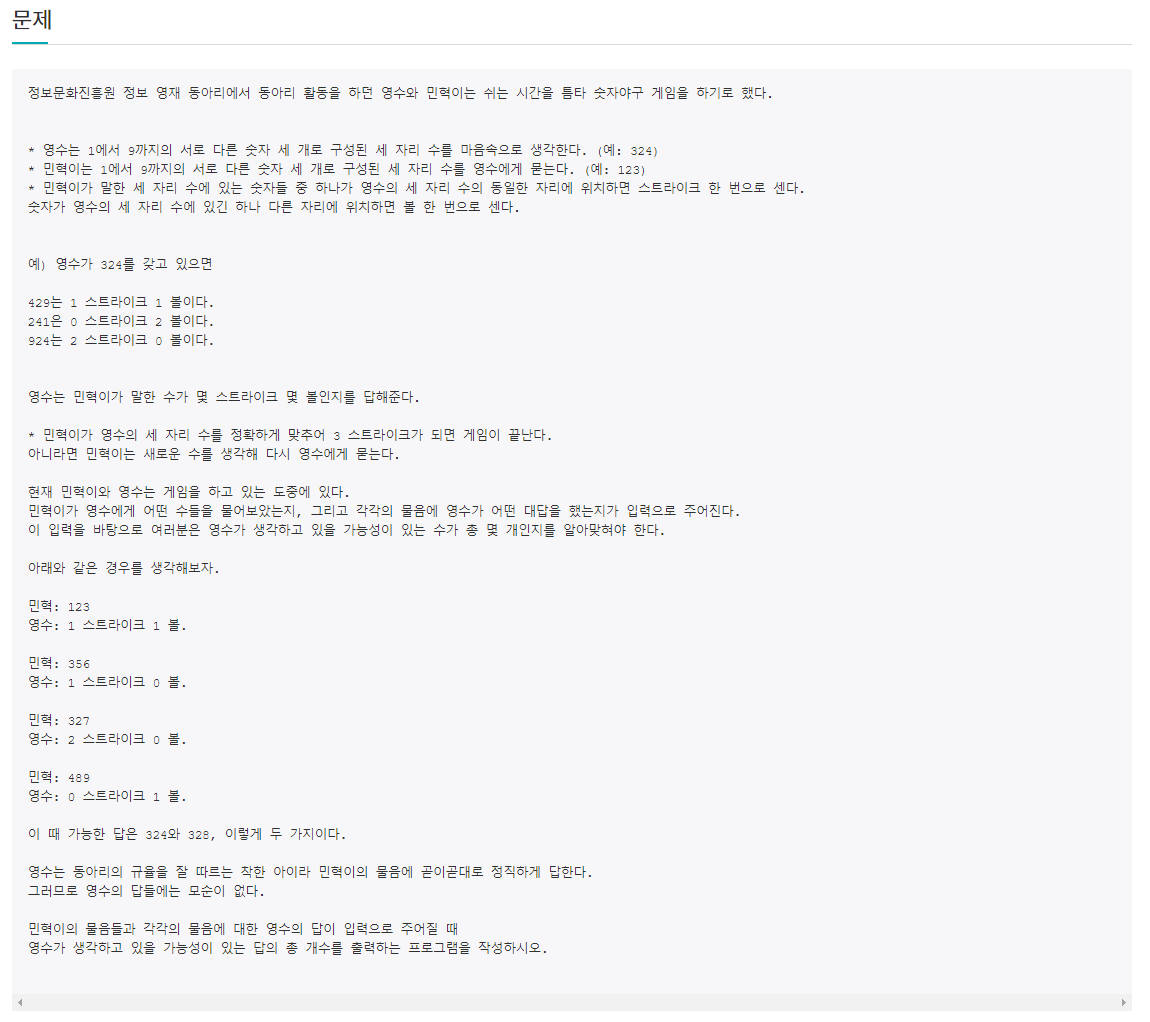 문제
정보문화진흥원 정보 영재 동아리에서 동아리 활동을 하던 영수와 민혁이는 쉬는 시간을 틈타 숫자야구 게임을 하기로 했다.
* 영수는 1에서 9까지의 서로 다른 숫자 세 개로 구성된 세 자리 수를 마음속으로 생각한다. (예: 324)
* 민혁이는 1에서 9까지의 서로 다른 숫자 세 개로 구성된 세 자리 수를 영수에게 묻는다. (예: 123)
* 민혁이가 말한 세 자리 수에 있는 숫자들 중 하나가 영수의 세 자리 수의 동일한 자리에 위치하면 스트라이크 한 번으로 센다.
숫자가 영수의 세 자리 수에 있긴 하나 다른 자리에 위치하면 볼 한 번으로 센다.
예) 영수가 324를 갖고 있으면
429는 1 스트라이크 1 볼이다.
241은 0 스트라이크 2 볼이다.
924는 2 스트라이크 0 볼이다.
영수는 민혁이가 말한 수가 몇 스트라이크 몇 볼인지를 답해준다.
* 민혁이가 영수의 세 자리 수를 정확하게 맞추어 3 스트라이크가 되면 게임이 끝난다.
아니라면 민혁이는 새로운 수를 생각해 다시 영수에게 묻는다.
현재 민혁이와 영수는 게임을 하고 있는 도중에 있다.
민혁이가 영수에게 어떤 수들을 물어보았는지, 그리고 각각의 물음에 영수가 어떤 대답을 했는지가 입력으로 주어진다.
이 입력을 바탕으로 여러분은 영수가 생각하고 있을 가능성이 있는 수가 총 몇 개인지를 알아맞혀야 한다.
아래와 같은 경우를 생각해보자.
민혁: 123
영수: 1 스트라이크 1 볼.
민혁: 356
영수: 1 스트라이크 0 볼.
민혁: 327
영수: 2 스트라이크 0 볼.
민혁: 489
영수: 0 스트라이크 1 볼.
이 때 가능한 답은 324와 328, 이렇게 두 가지이다.
영수는 동아리의 규율을 잘 따르는 착한 아이라 민혁이의 물음에 곧이곧대로 정직하게 답한다.
그러므로 영수의 답들에는 모순이 없다.
민혁이의 물음들과 각각의 물음에 대한 영수의 답이 입력으로 주어질 때
영수가 생각하고 있을 가능성이 있는 답의 총 개수를 출력하는 프로그램을 작성하시오.